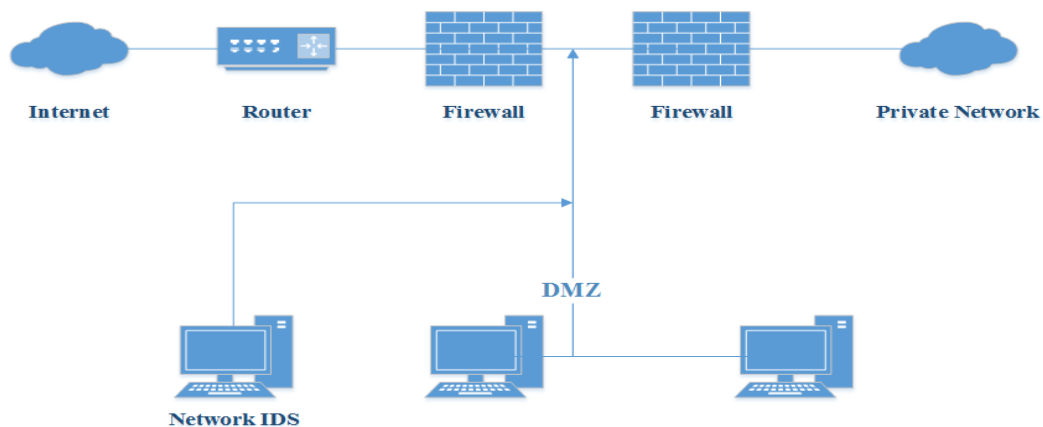 Internet
Router
Firewall
Firewall
Private Network
DMZ
Network IDS